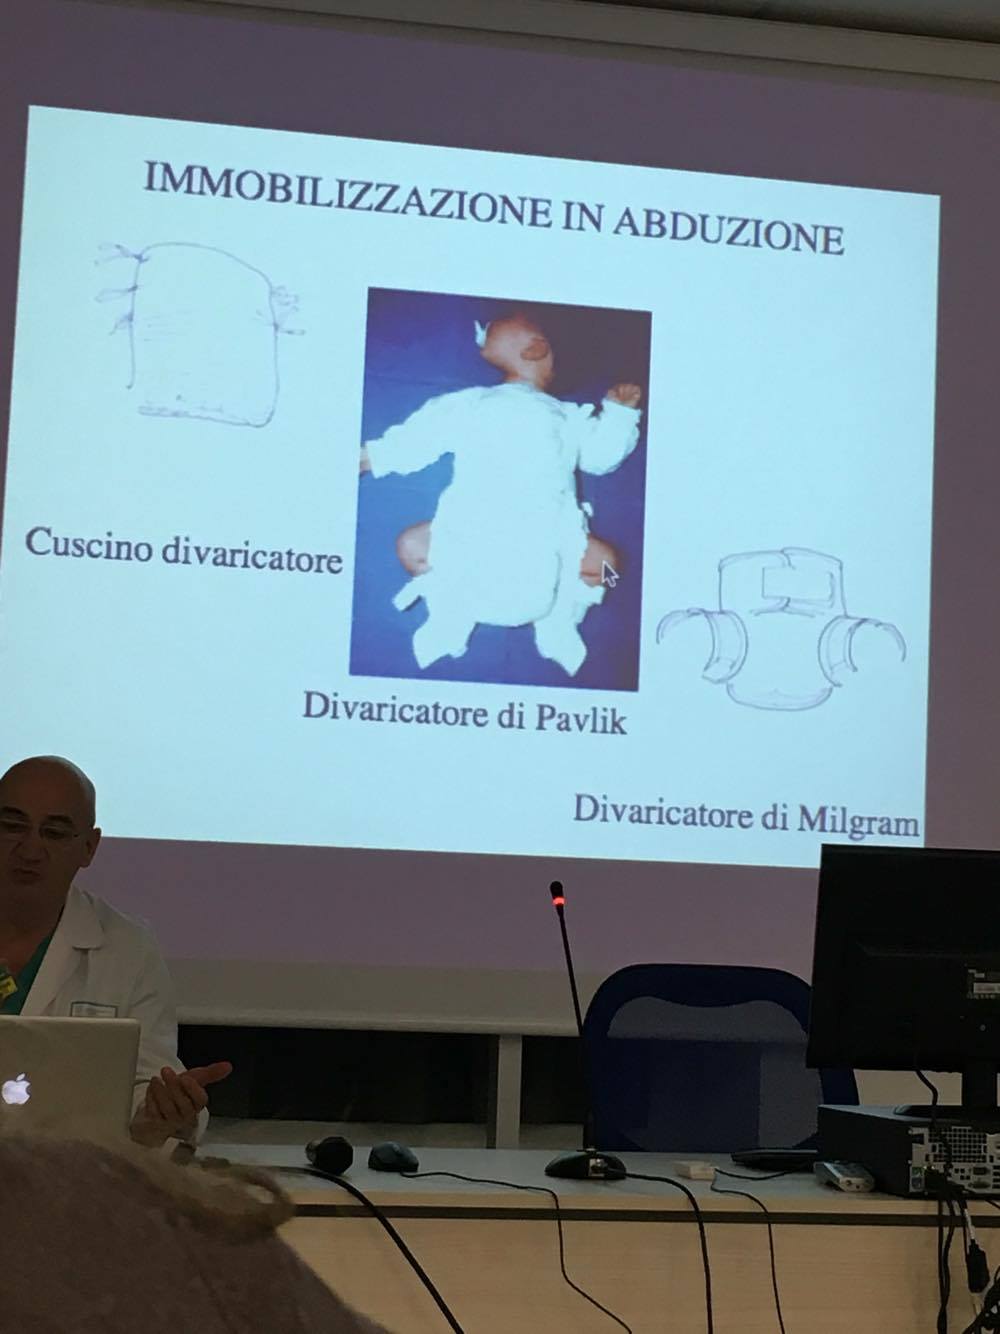 IMMOBILIZZAZIONE IN ABDUZIONE
Cuscino divaricatore
Divaricatore di Pavlik
Divaricatore di Milgram